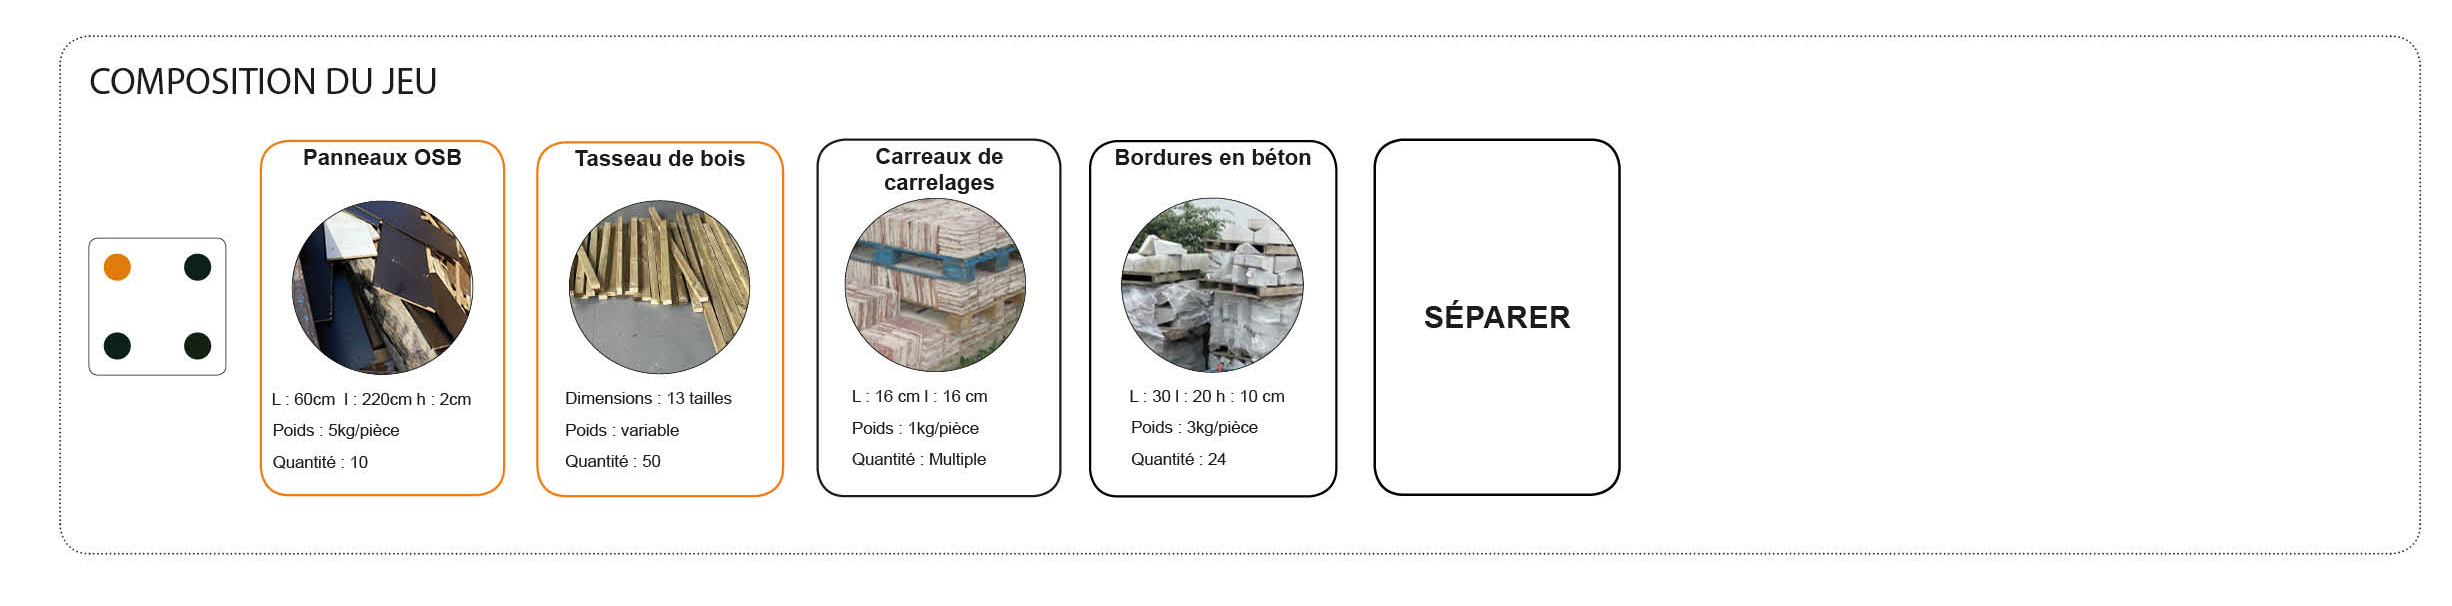 COMPOSITION DU JEU
Panneaux OSB
L : 60cm  l : 220cm h : 2cm
Poids : 5kg/pièce
Quantité : 10
Tasseau de bois
Dimensions : 13 tailles
Poids : variable
Quantité : 50
Carreaux de
carrelages
L : 16 cm l : 16 cm
Poids : 1kg/pièce
Quantité : Multiple
Bordures en béton
L : 30 l : 20 h : 10 cm
Poids : 3kg/pièce
Quantité : 24
SÉPARER